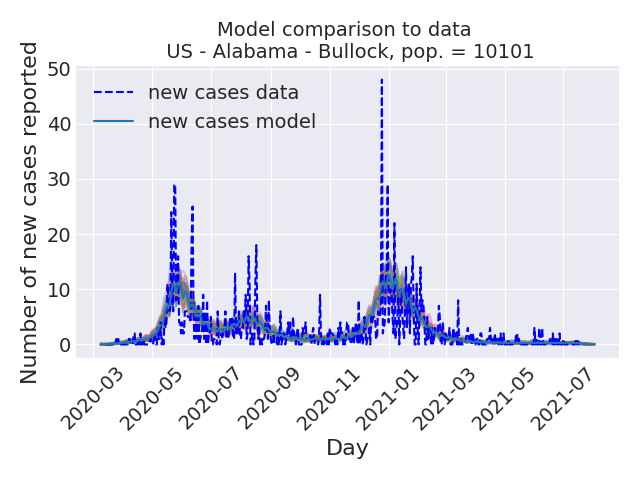 Model comparison to data
US - Alabama - Bullock, pop. = 10101
Number of new cases reported
50
40
30
20
10
0
new cases data
new cases model
2020-03
2020-05
2020-07
2020-09
2020-11
2021-01
2021-03
2021-05
2021-07
Day